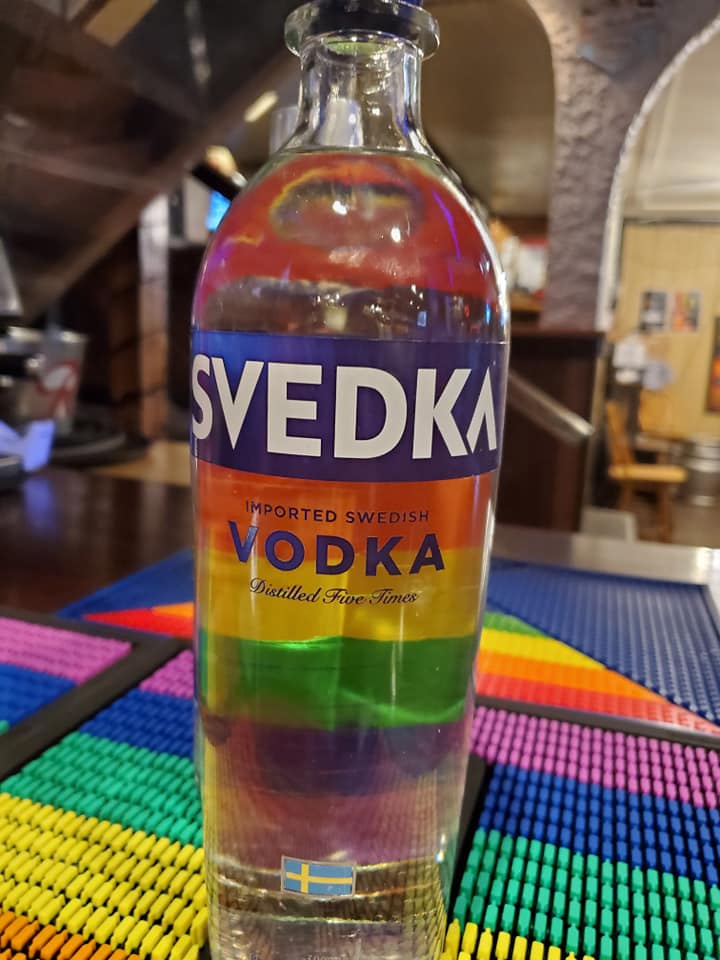 SVEDKA
IMPORTED SWEDISH
VODKA
Distilled Five Times